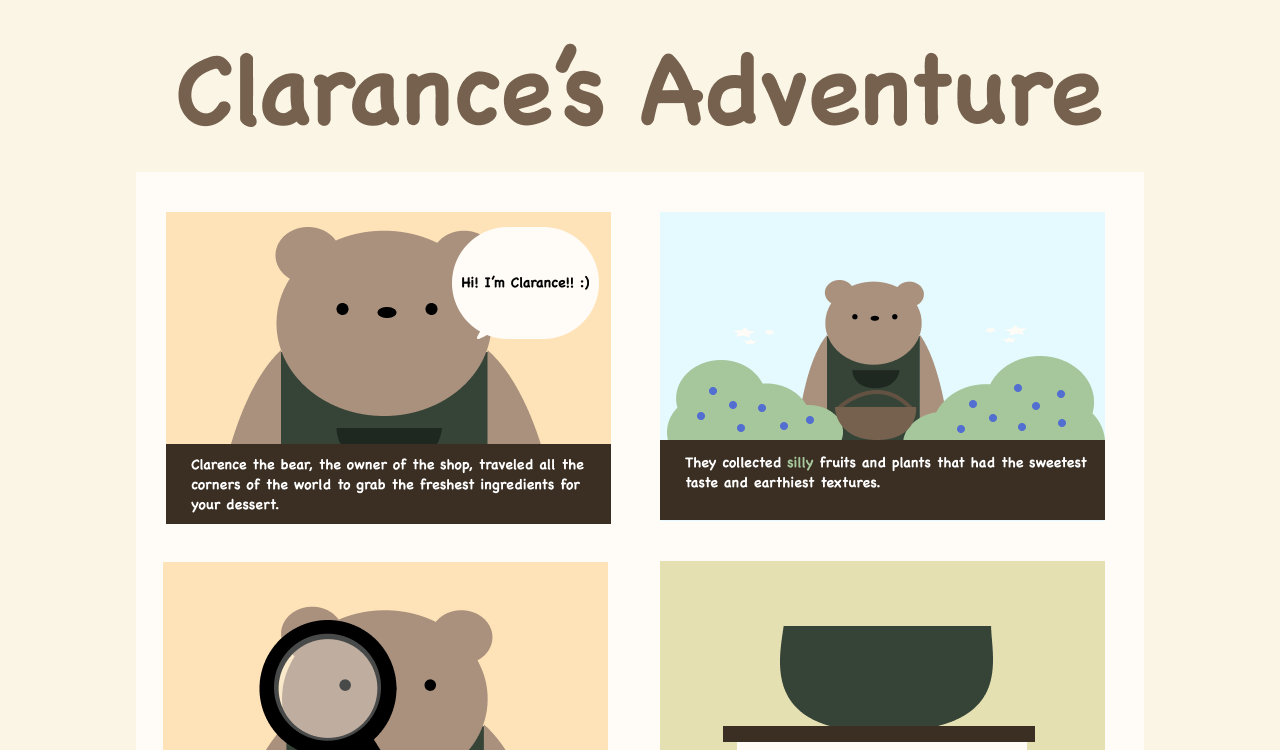 Clarance's Adventure
Hi! I'm Clarance!! :)
Clarence the bear, the owner of the shop, traveled all the
corners of the world to grab the freshest ingredients for
your dessert.
They collected silly fruits and plants that had the sweetest
taste and earthiest textures.